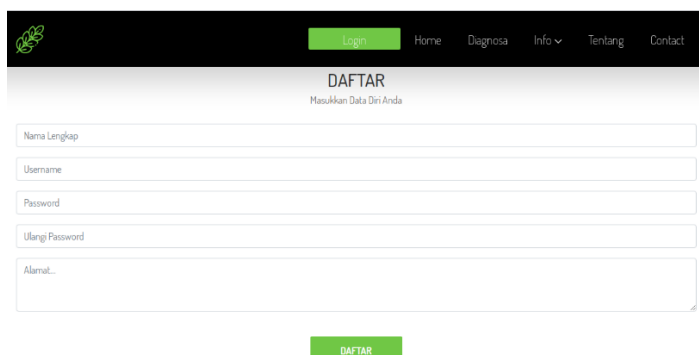 Login Home Diagnosa Info Tentang Contact
DAFTAR
Masukkan Data Diri Anda
Nama Lengkap
Username
Password
Ulangi Password
Alamat...
DAFTAR